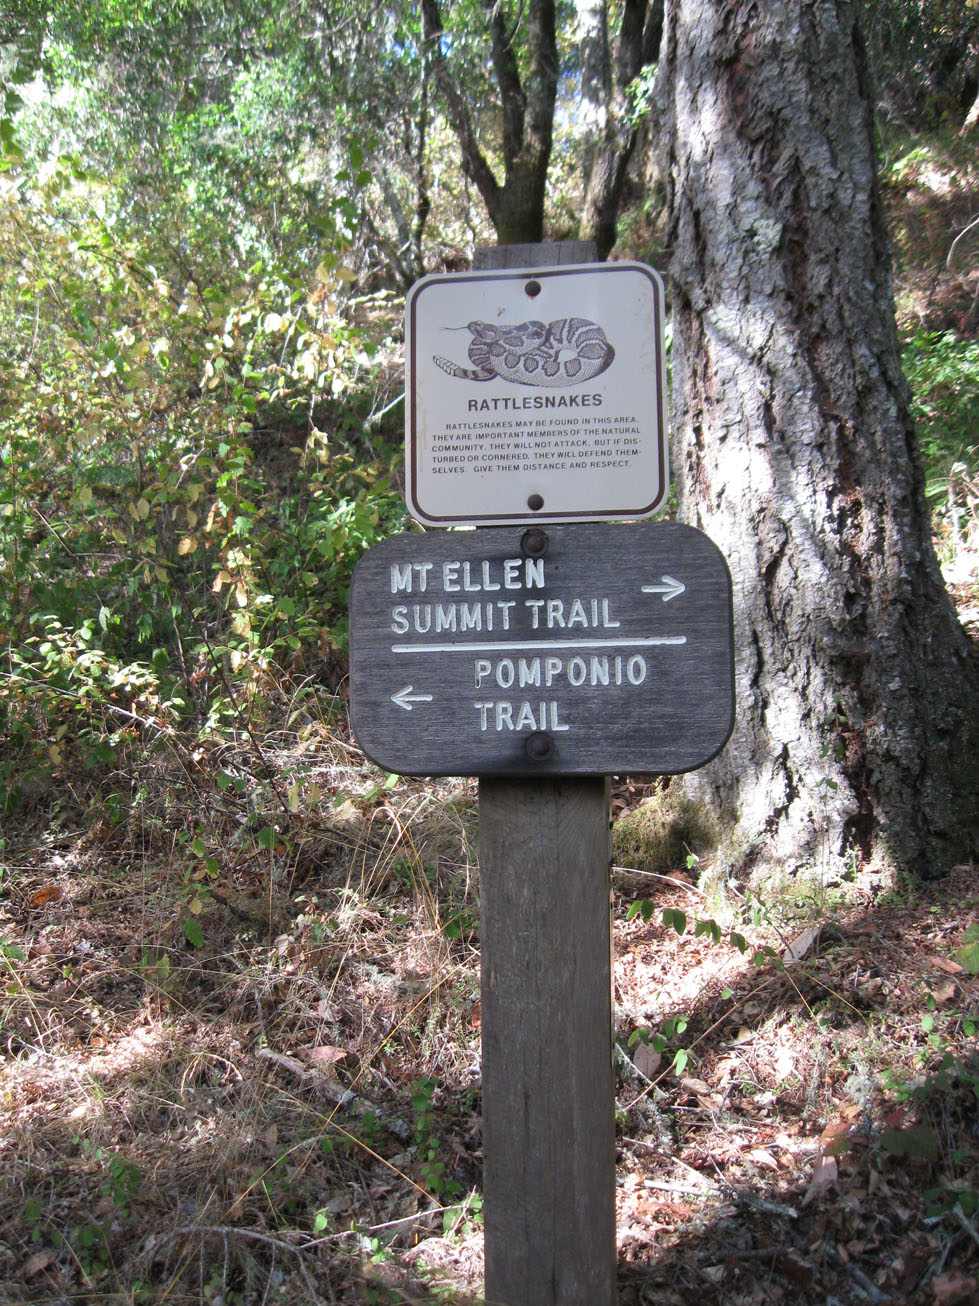 RATTLESNAKES
RATTLESNAKES MAY BE FOUND IN THIS AREA.
THEY ARE IMPORTANT MEMBERS OF THE NATURAL
COMMUNITY. THEY WILL NOT ATTACK, BUT IF DIS-
TURBED OR CORNERED, THEY WILL DEFEND THEM-
SELVES. GIVE THEM DISTANCE AND RESPECT.
MT ELLEN →
SUMMIT TRAIL
POMPONIO
← TRAIL